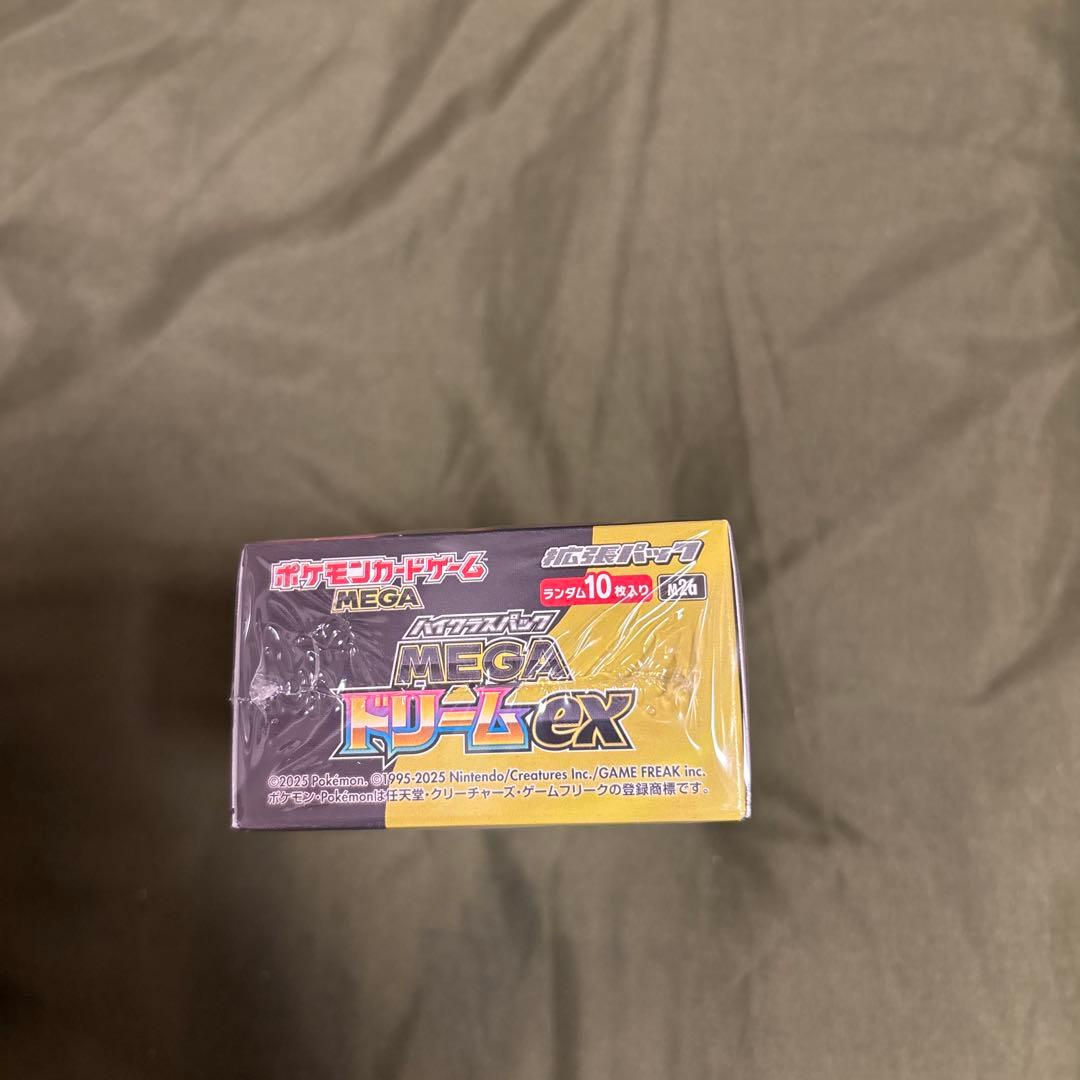 ポケモンカードゲーム
MEGA
拡張パック
ランダム10枚入り
M2a
ハイクラスパック
MEGA
ドリームex
©2025 Pokémon. ©1995-2025 Nintendo/Creatures Inc./GAME FREAK inc.
ポケモン・Pokémonは任天堂・クリーチャーズ・ゲームフリークの登録商標です。